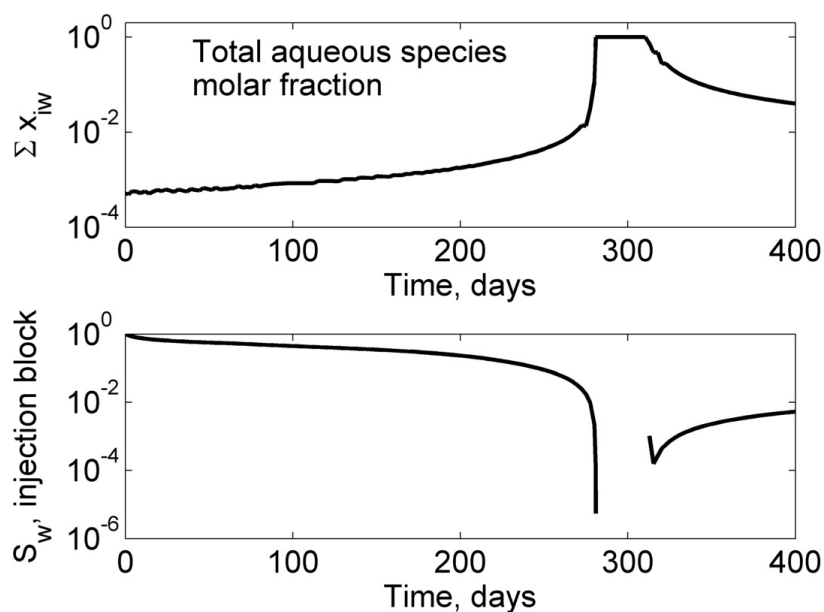 Total aqueous species
molar fraction
Σ x_iw
10^0
10^-2
10^-4
0 100 200 300 400
Time, days
S_w, injection block
10^0
10^-2
10^-4
10^-6
0 100 200 300 400
Time, days